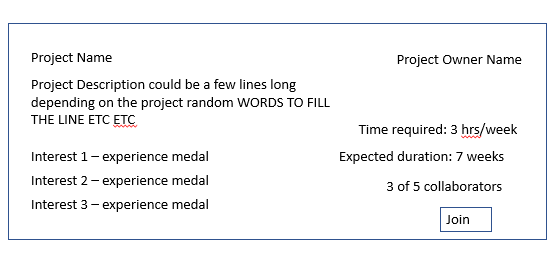 Project Name
Project Owner Name
Project Description could be a few lines long
depending on the project random WORDS TO FILL
THE LINE ETC ETC
Time required: 3 hrs/week
Interest 1 – experience medal
Expected duration: 7 weeks
Interest 2 – experience medal
3 of 5 collaborators
Interest 3 – experience medal
Join